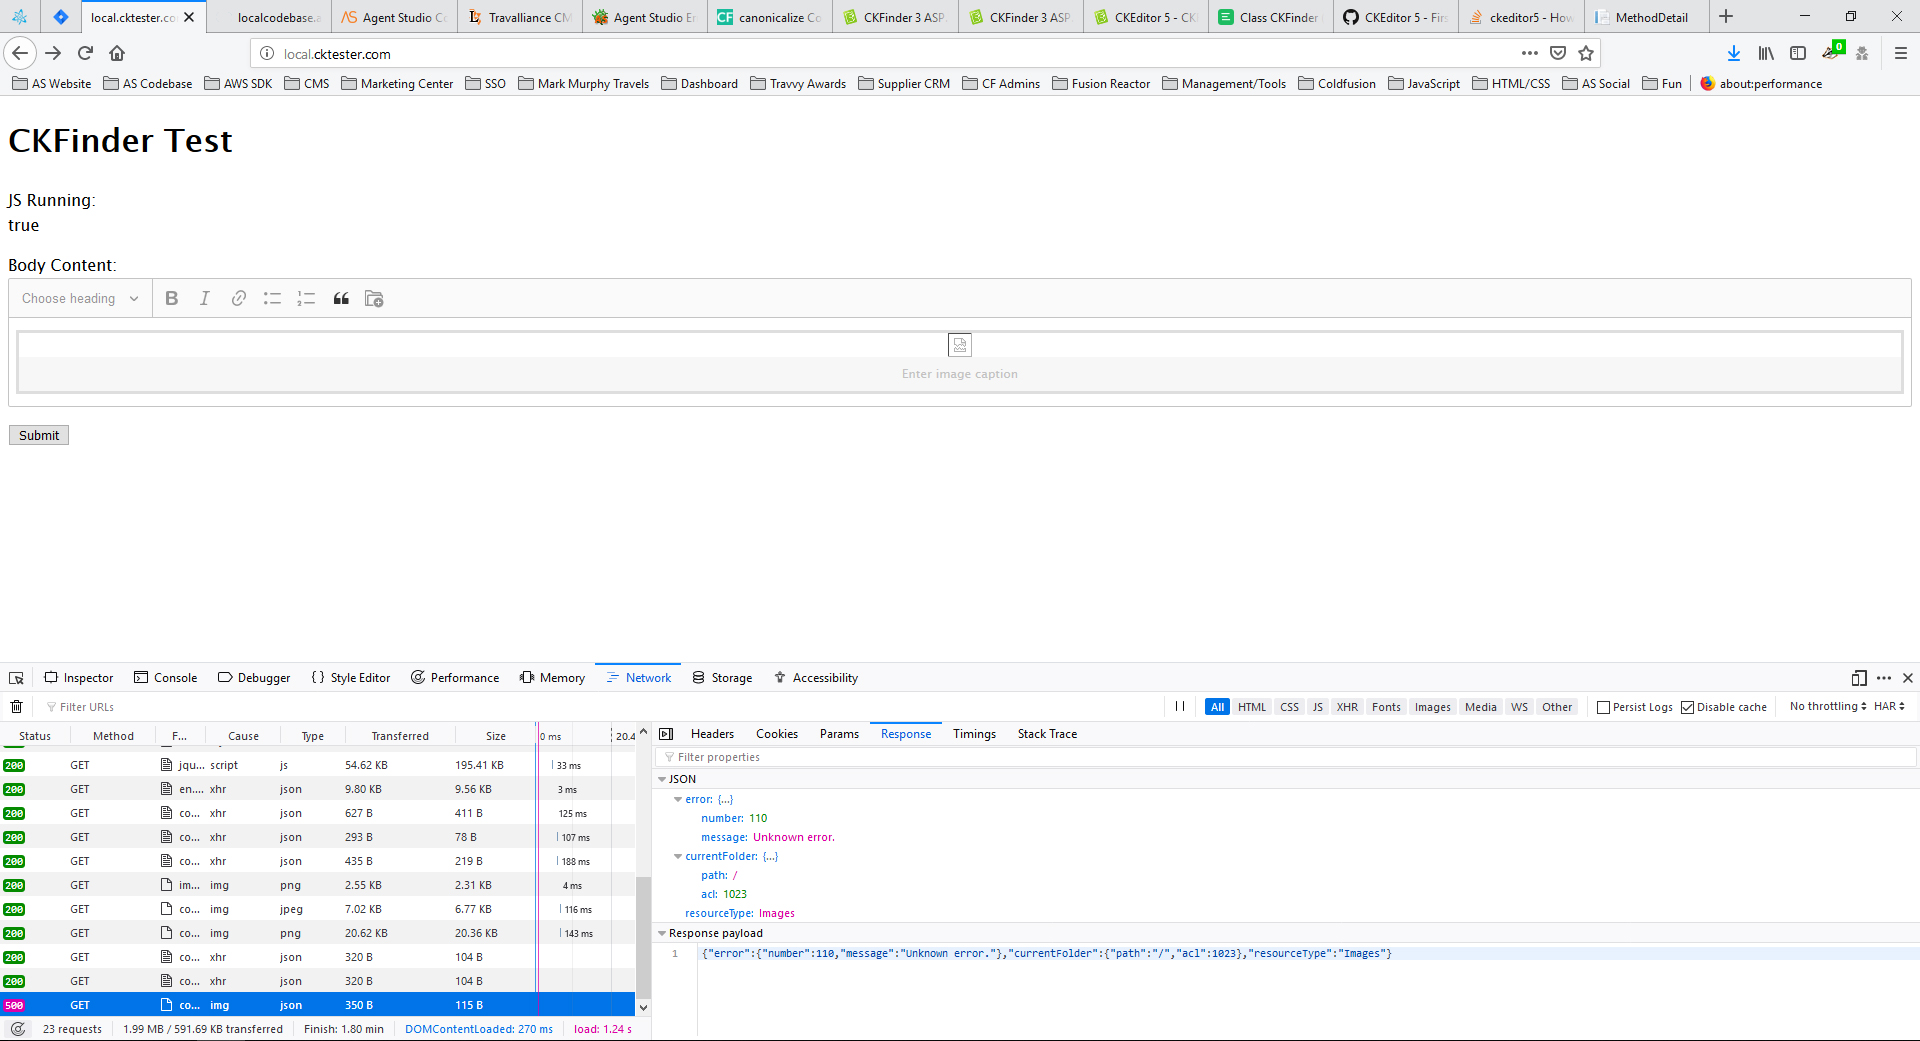 local.cktester.co
localcodebase.a
Agent Studio Co
Travalliance CM
Agent Studio En
canonicalize Co
CKFinder 3 ASP.
CKFinder 3 ASP.
CKEditor 5 - CKF
Class CKFinder
CKEditor 5 - Firs
ckeditor5 - How
MethodDetail
local.cktester.com
0
AS Website AS Codebase AWS SDK CMS Marketing Center SSO Mark Murphy Travels Dashboard Travvy Awards Supplier CRM CF Admins Fusion Reactor Management/Tools Coldfusion JavaScript HTML/CSS AS Social Fun about:performance
CKFinder Test
JS Running:
true
Body Content:
Choose heading
Enter image caption
Submit
Inspector Console Debugger Style Editor Performance Memory Network Storage Accessibility
Filter URLs
All HTML CSS JS XHR Fonts Images Media WS Other Persist Logs Disable cache No throttling HAR
Status Method F... Cause Type Transferred Size 0 ms 20.4
200 GET jqu... script js 54.62 KB 195.41 KB 33 ms
200 GET en.... xhr json 9.80 KB 9.56 KB 3 ms
200 GET co... xhr json 627 B 411 B 125 ms
200 GET co... xhr json 293 B 78 B 107 ms
200 GET co... xhr json 435 B 219 B 188 ms
200 GET im... img png 2.55 KB 2.31 KB 4 ms
200 GET co... img jpeg 7.02 KB 6.77 KB 116 ms
200 GET co... img png 20.62 KB 20.36 KB 143 ms
200 GET co... xhr json 320 B 104 B
200 GET co... xhr json 320 B 104 B
500 GET co... img json 350 B 115 B
23 requests 1.99 MB / 591.69 KB transferred Finish: 1.80 min DOMContentLoaded: 270 ms load: 1.24 s
Headers Cookies Params Response Timings Stack Trace
Filter properties
JSON
error: {...}
number: 110
message: Unknown error.
currentFolder: {...}
path: /
acl: 1023
resourceType: Images
Response payload
1 {"error":{"number":110,"message":"Unknown error."},"currentFolder":{"path":"/","acl":1023},"resourceType":"Images"}